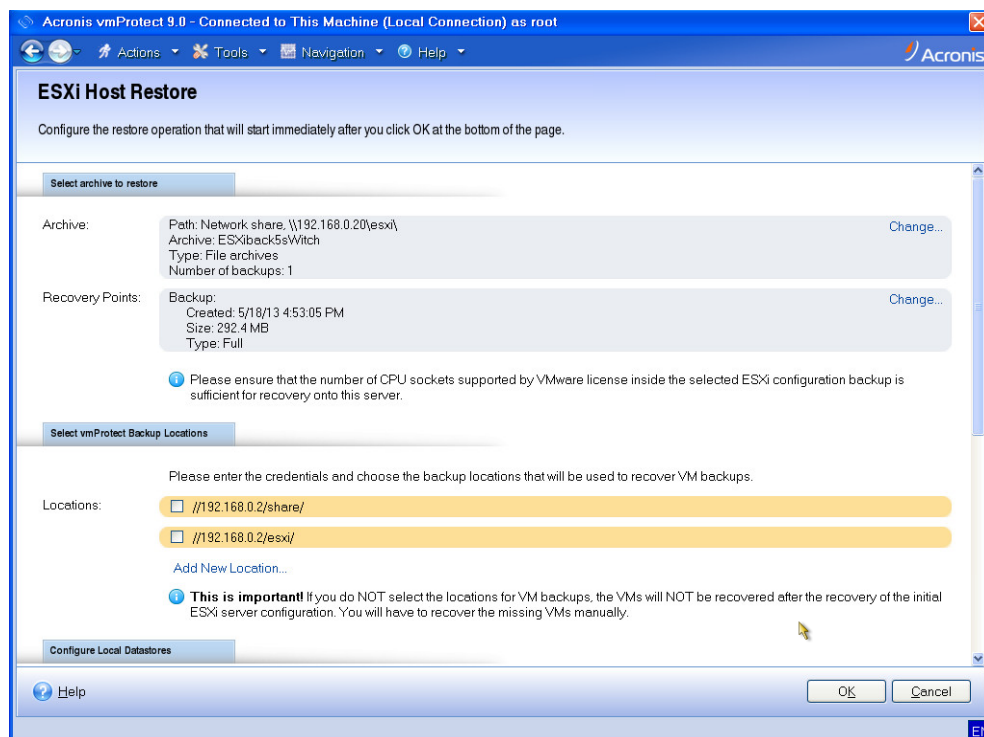 Acronis vmProtect 9.0 - Connected to This Machine (Local Connection) as root
Actions Tools Navigation Help Acronis
ESXi Host Restore
Configure the restore operation that will start immediately after you click OK at the bottom of the page.
Select archive to restore
Archive: Path: Network share, \\192.168.0.20\esxi\ Change...
Archive: ESXiback5sWitch
Type: File archives
Number of backups: 1
Recovery Points: Backup: Change...
Created: 5/18/13 4:53:05 PM
Size: 292.4 MB
Type: Full
Please ensure that the number of CPU sockets supported by VMware license inside the selected ESXi configuration backup is
sufficient for recovery onto this server.
Select vmProtect Backup Locations
Please enter the credentials and choose the backup locations that will be used to recover VM backups.
Locations: //192.168.0.2/share/
//192.168.0.2/esxi/
Add New Location...
This is important! If you do NOT select the locations for VM backups, the VMs will NOT be recovered after the recovery of the initial
ESXi server configuration. You will have to recover the missing VMs manually.
Configure Local Datastores
Help OK Cancel
EN